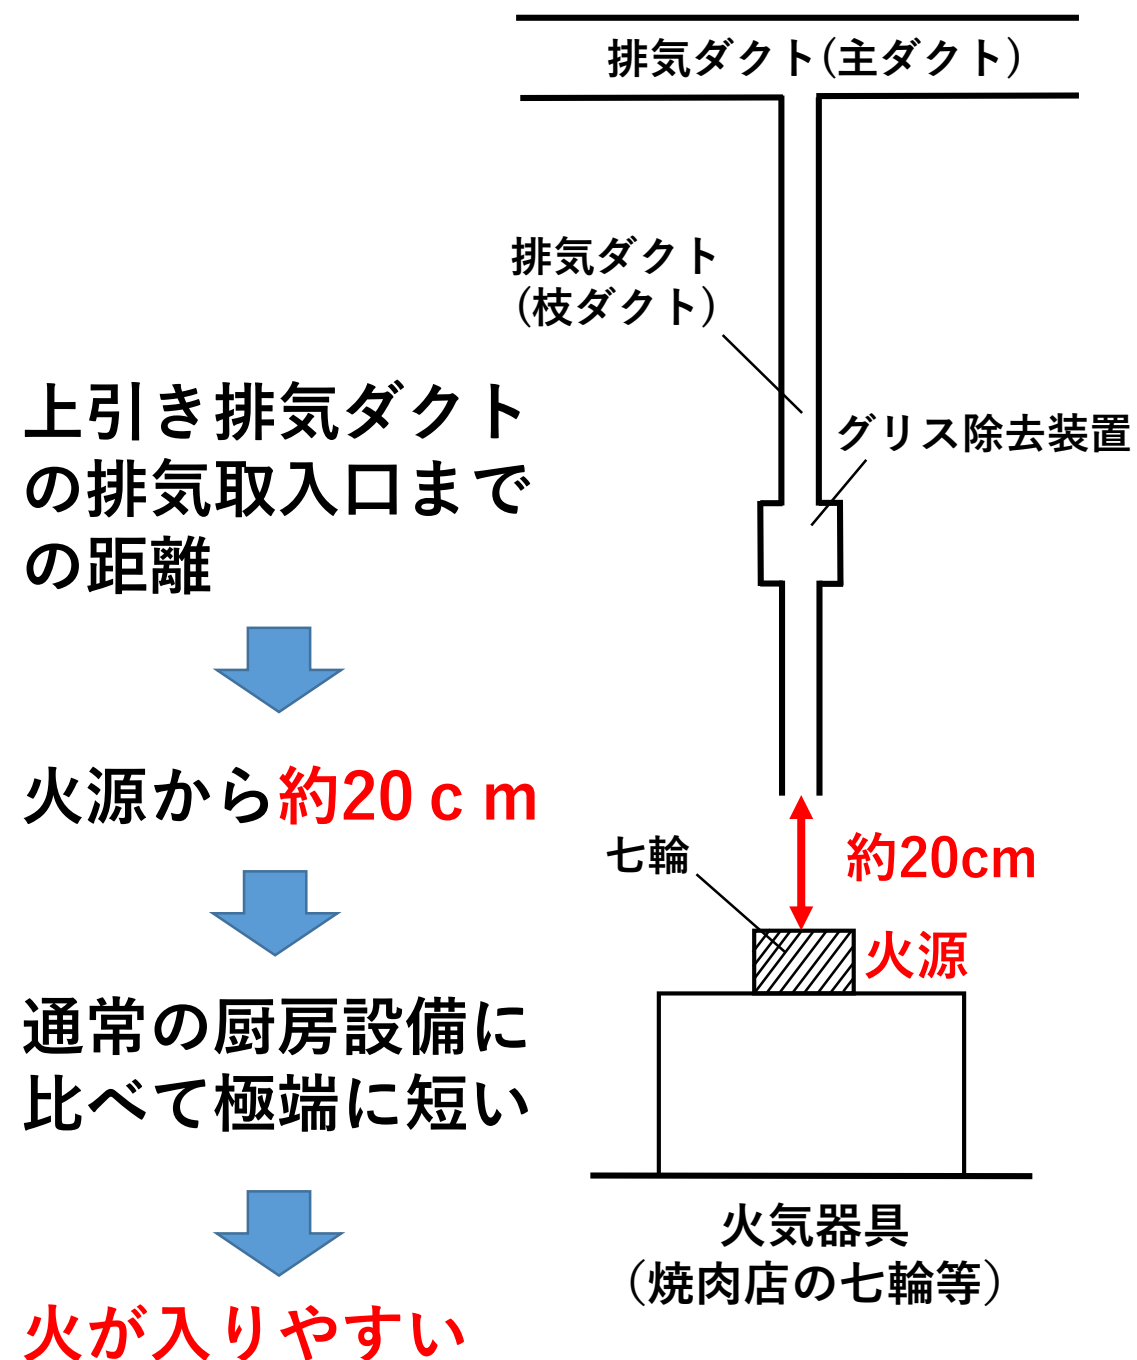 排気ダクト(主ダクト)
排気ダクト
(枝ダクト)
グリス除去装置
上引き排気ダクト
の排気取入口まで
の距離
火源から約20ｃｍ
七輪
約20cm
火源
通常の厨房設備に
比べて極端に短い
火気器具
(焼肉店の七輪等)
火が入りやすい